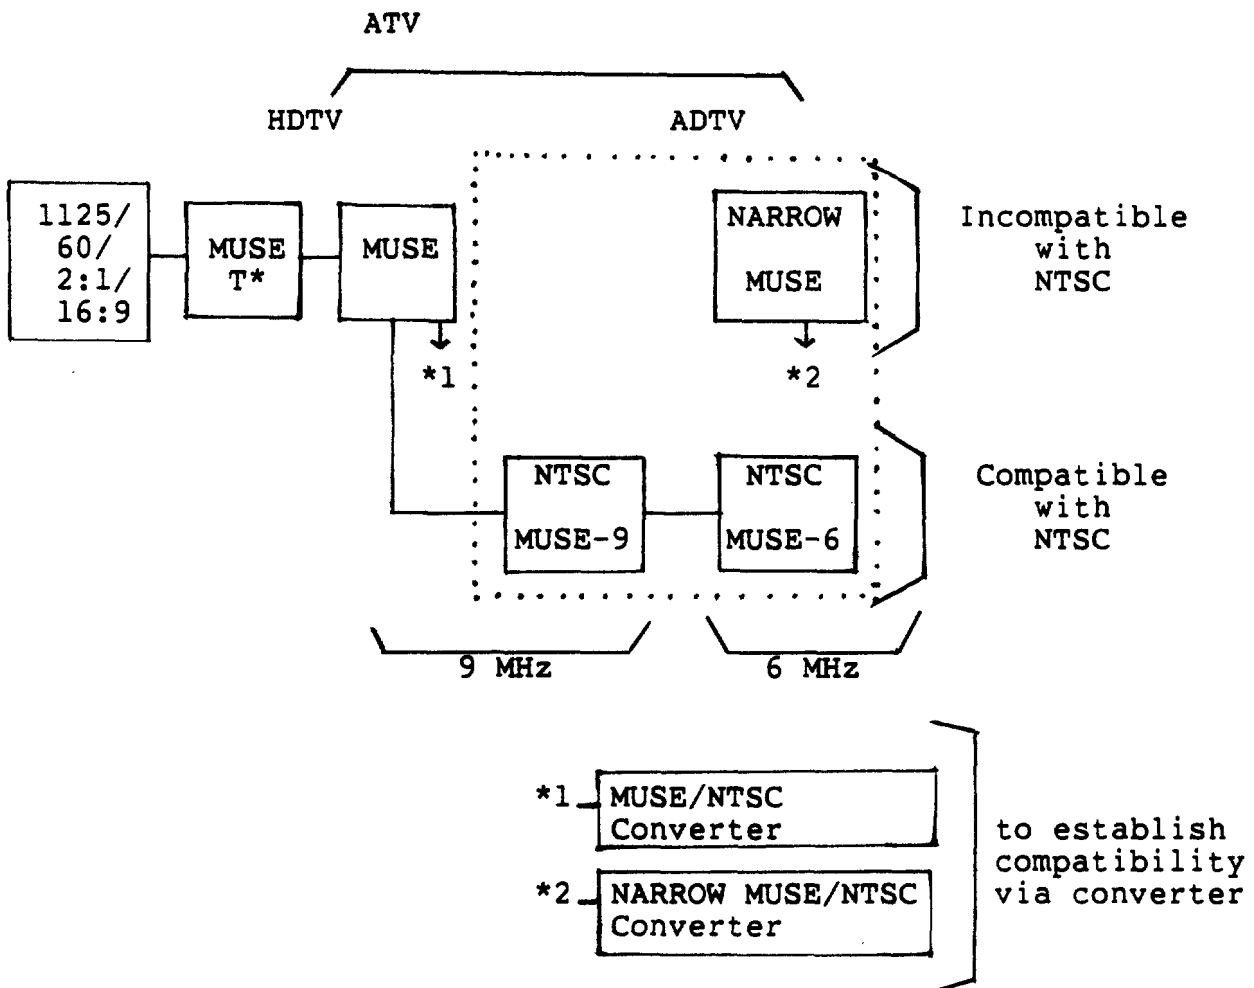 ATV
HDTV
ADTV
1125/
60/
2:1/
16:9
MUSE
T*
MUSE
*1
NARROW
MUSE
*2
Incompatible
with
NTSC
NTSC
MUSE-9
NTSC
MUSE-6
Compatible
with
NTSC
9 MHz
6 MHz
*1
MUSE/NTSC
Converter
*2
NARROW MUSE/NTSC
Converter
to establish
compatibility
via converter